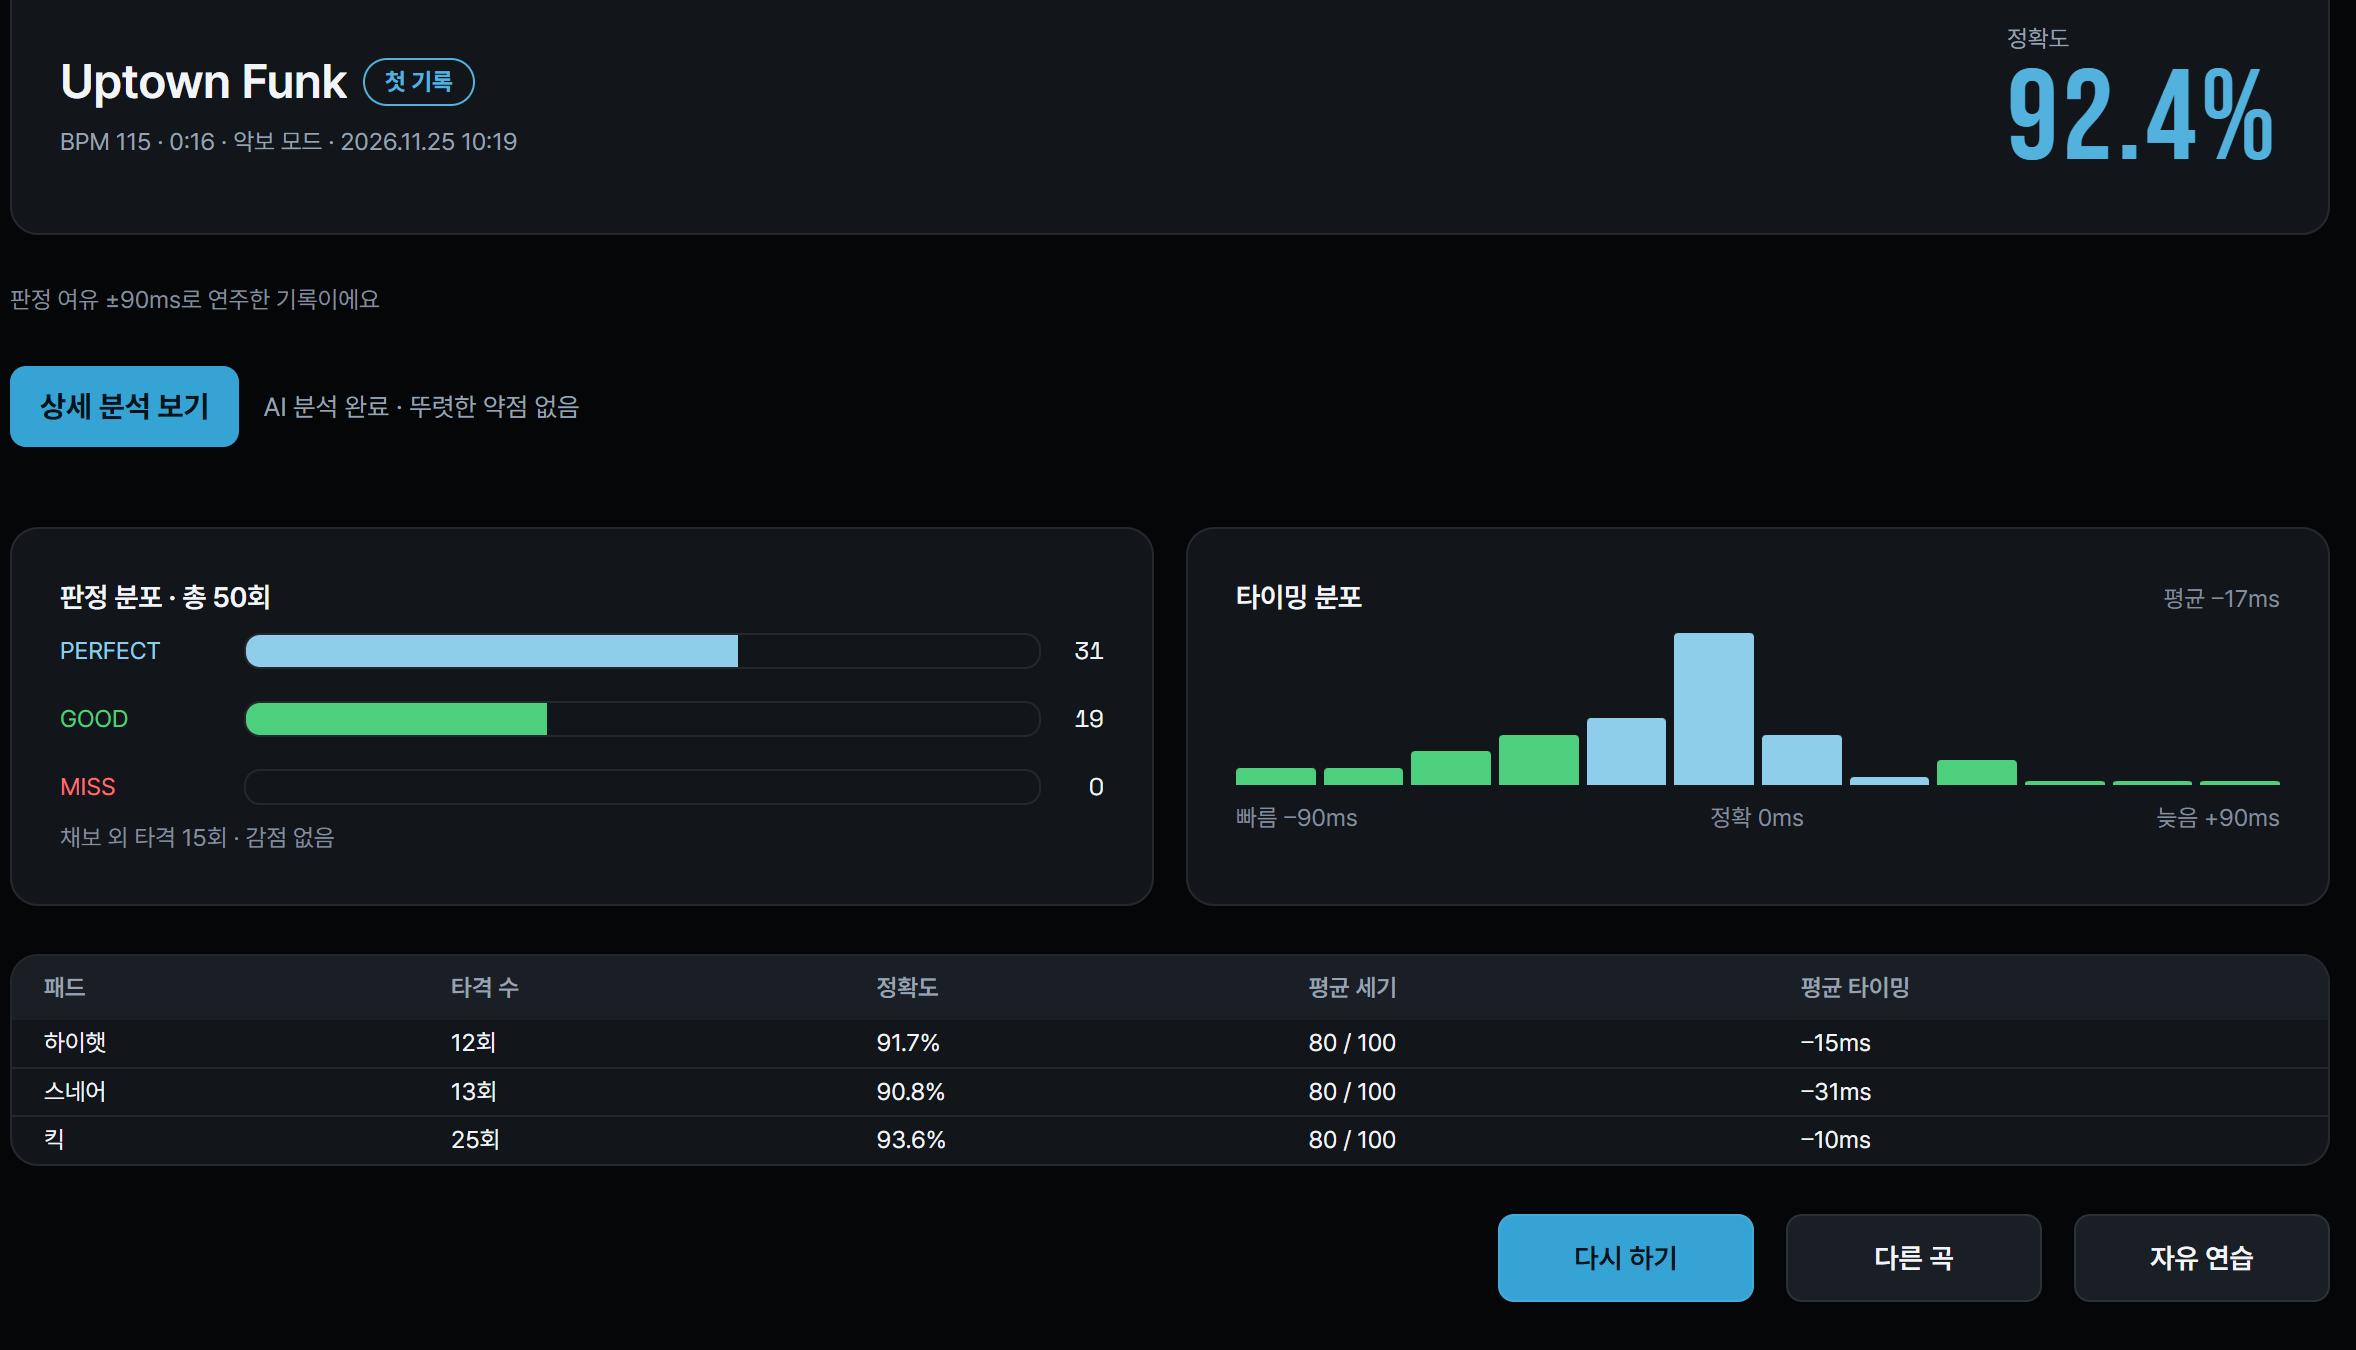 정확도
Uptown Funk 첫 기록
92.4%
BPM 115 · 0:16 · 악보 모드 · 2026.11.25 10:19
판정 여유 ±90ms로 연주한 기록이에요
상세 분석 보기 AI 분석 완료 · 뚜렷한 약점 없음
판정 분포 · 총 50회
PERFECT 31
GOOD 19
MISS 0
채보 외 타격 15회 · 감점 없음
타이밍 분포 평균 −17ms
빠름 −90ms 정확 0ms 늦음 +90ms
패드 타격 수 정확도 평균 세기 평균 타이밍
하이햇 12회 91.7% 80 / 100 −15ms
스네어 13회 90.8% 80 / 100 −31ms
킥 25회 93.6% 80 / 100 −10ms
다시 하기 다른 곡 자유 연습